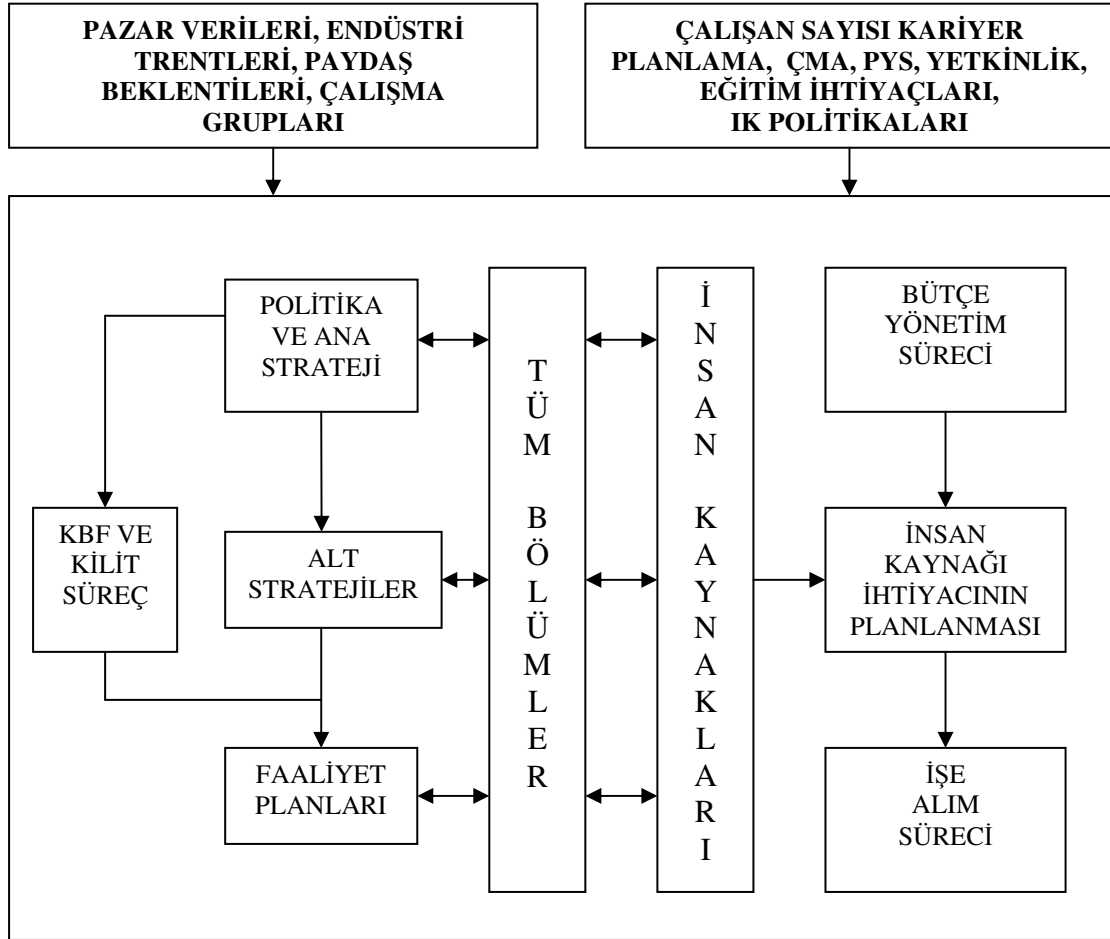 PAZAR VERİLERİ, ENDÜSTRİ
TRENTLERİ, PAYDAŞ
BEKLENTİLERİ, ÇALIŞMA
GRUPLARI
ÇALIŞAN SAYISI KARİYER
PLANLAMA, ÇMA, PYS, YETKİNLİK,
EĞİTİM İHTİYAÇLARI,
IK POLİTİKALARI
POLİTİKA
VE ANA
STRATEJİ
KBF VE
KİLİT
SÜREÇ
ALT
STRATEJİLER
FAALİYET
PLANLARI
TÜM BÖLÜMLER
İNSAN KAYNAKLARI
BÜTÇE
YÖNETİM
SÜRECİ
İNSAN
KAYNAĞI
İHTİYACININ
PLANLANMASI
İŞE
ALIM
SÜRECİ